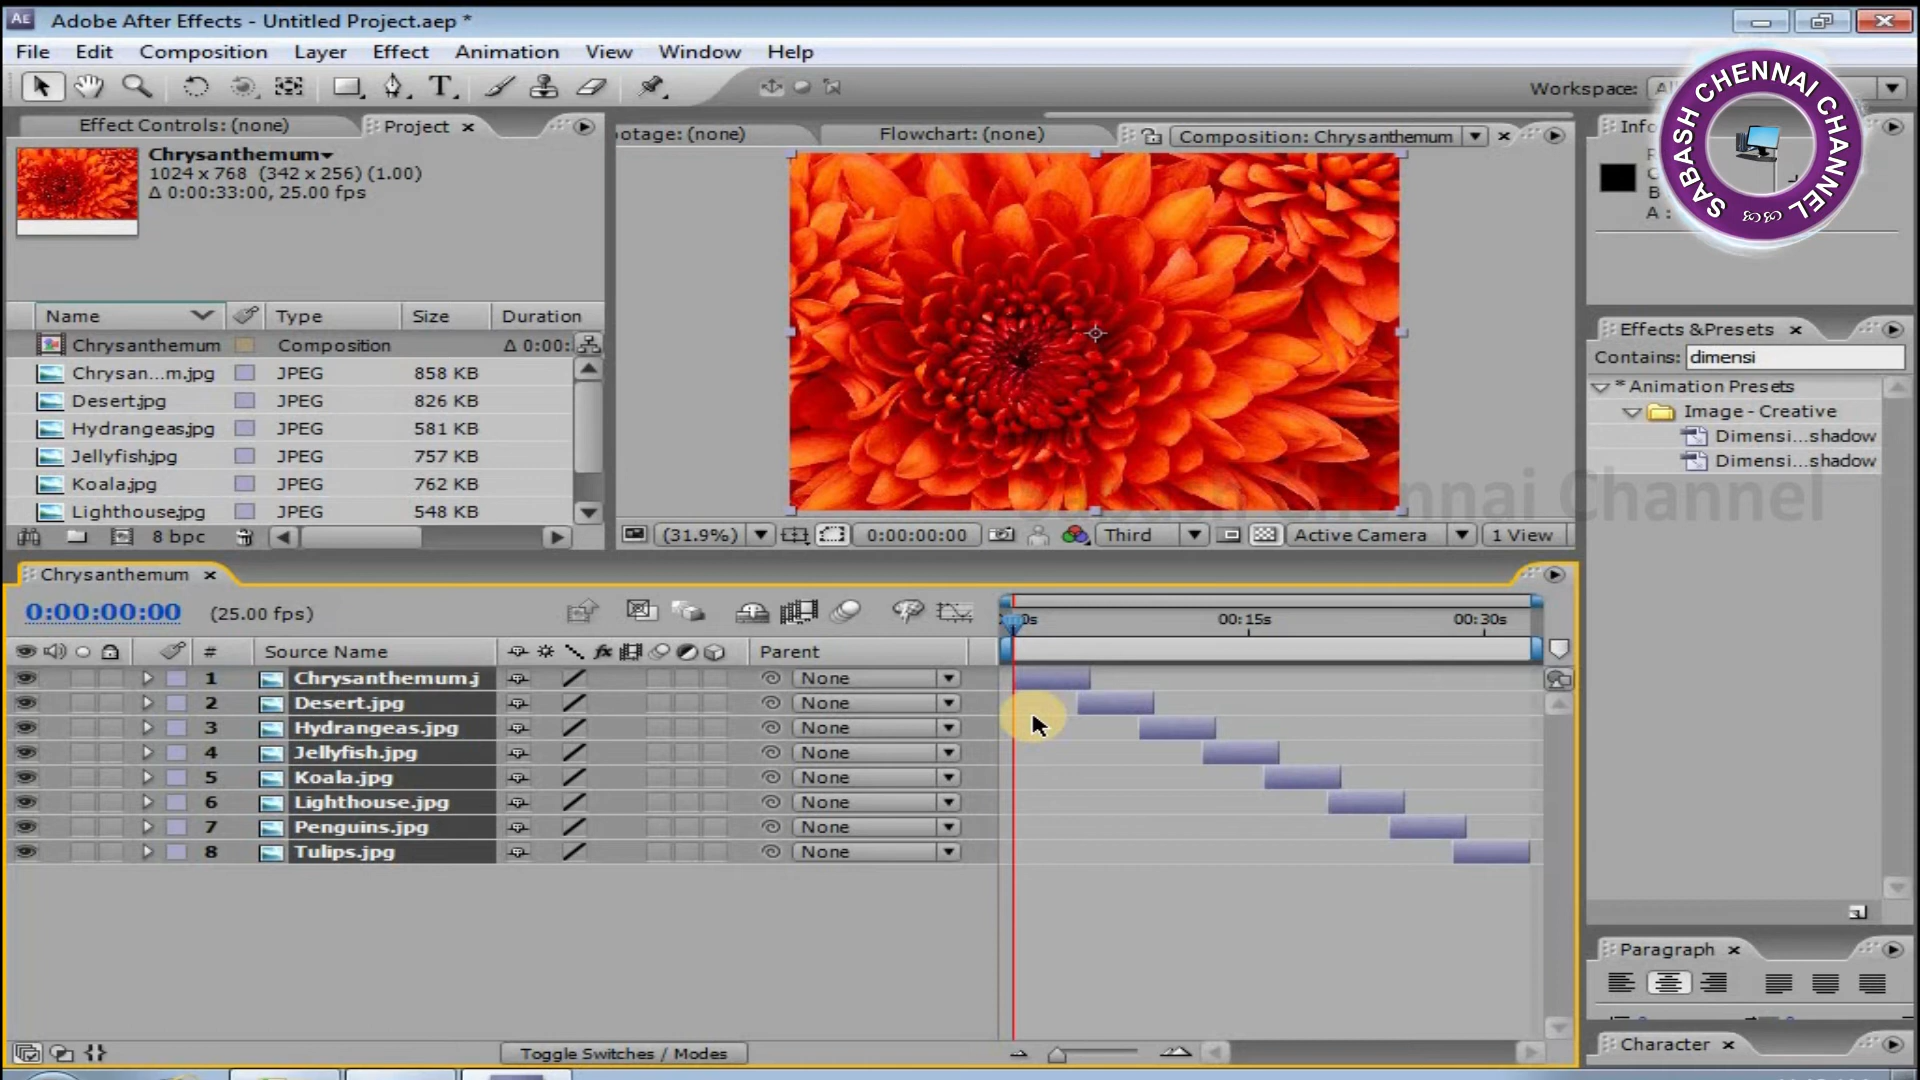 Adobe After Effects - Untitled Project.aep *
File Edit Composition Layer Effect Animation View Window Help
Workspace:
SABASH CHENNAI CHANNEL
Effect Controls: (none) Project
otage: (none) Flowchart: (none) Composition: Chrysanthemum
Info
Chrysanthemum
1024 x 768 (342 x 256) (1.00)
Δ 0:00:33:00, 25.00 fps
B
A :
Name Type Size Duration
Chrysanthemum Composition Δ 0:00:
Chrysan...m.jpg JPEG 858 KB
Desert.jpg JPEG 826 KB
Hydrangeas.jpg JPEG 581 KB
Jellyfish.jpg JPEG 757 KB
Koala.jpg JPEG 762 KB
Lighthouse.jpg JPEG 548 KB
8 bpc
Effects & Presets
Contains: dimensi
* Animation Presets
Image - Creative
Dimensi...shadow
Dimensi...shadow
Chennai Channel
(31.9%) 0:00:00:00 Third Active Camera 1 View
Chrysanthemum
0:00:00:00 (25.00 fps)
0s 00:15s 00:30s
# Source Name Parent
1 Chrysanthemum.j None
2 Desert.jpg None
3 Hydrangeas.jpg None
4 Jellyfish.jpg None
5 Koala.jpg None
6 Lighthouse.jpg None
7 Penguins.jpg None
8 Tulips.jpg None
Toggle Switches / Modes
Paragraph
Character